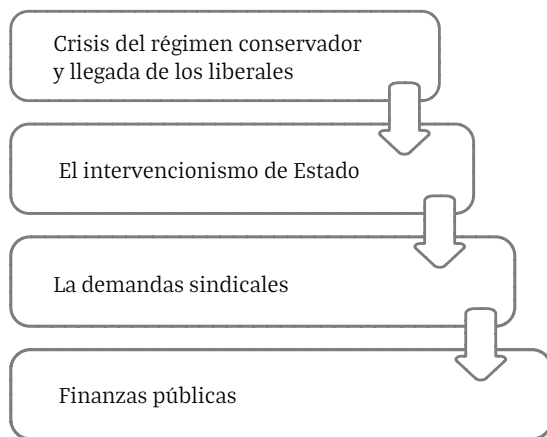 Crisis del régimen conservador
y llegada de los liberales
El intervencionismo de Estado
La demandas sindicales
Finanzas públicas